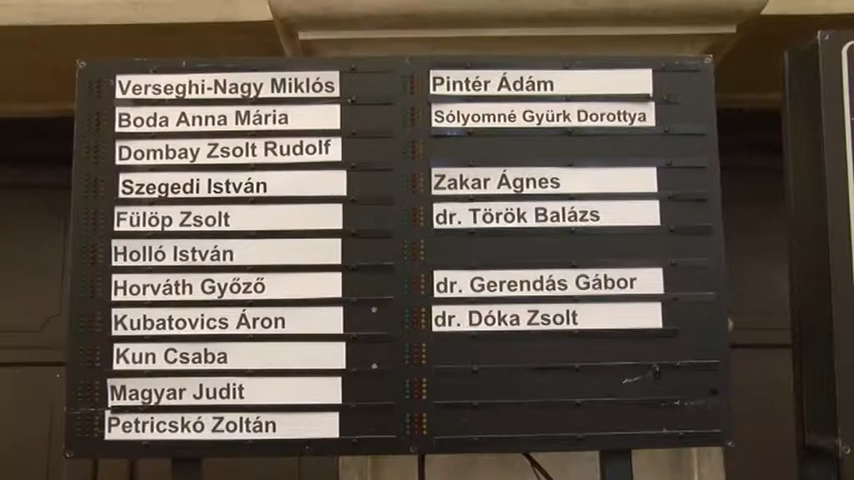 Verseghi-Nagy Miklós
Boda Anna Mária
Dombay Zsolt Rudolf
Szegedi István
Fülöp Zsolt
Holló István
Horváth Győző
Kubatovics Áron
Kun Csaba
Magyar Judit
Petricskó Zoltán
Pintér Ádám
Sólyomné Gyürk Dorottya
Zakar Ágnes
dr. Török Balázs
dr. Gerendás Gábor
dr. Dóka Zsolt